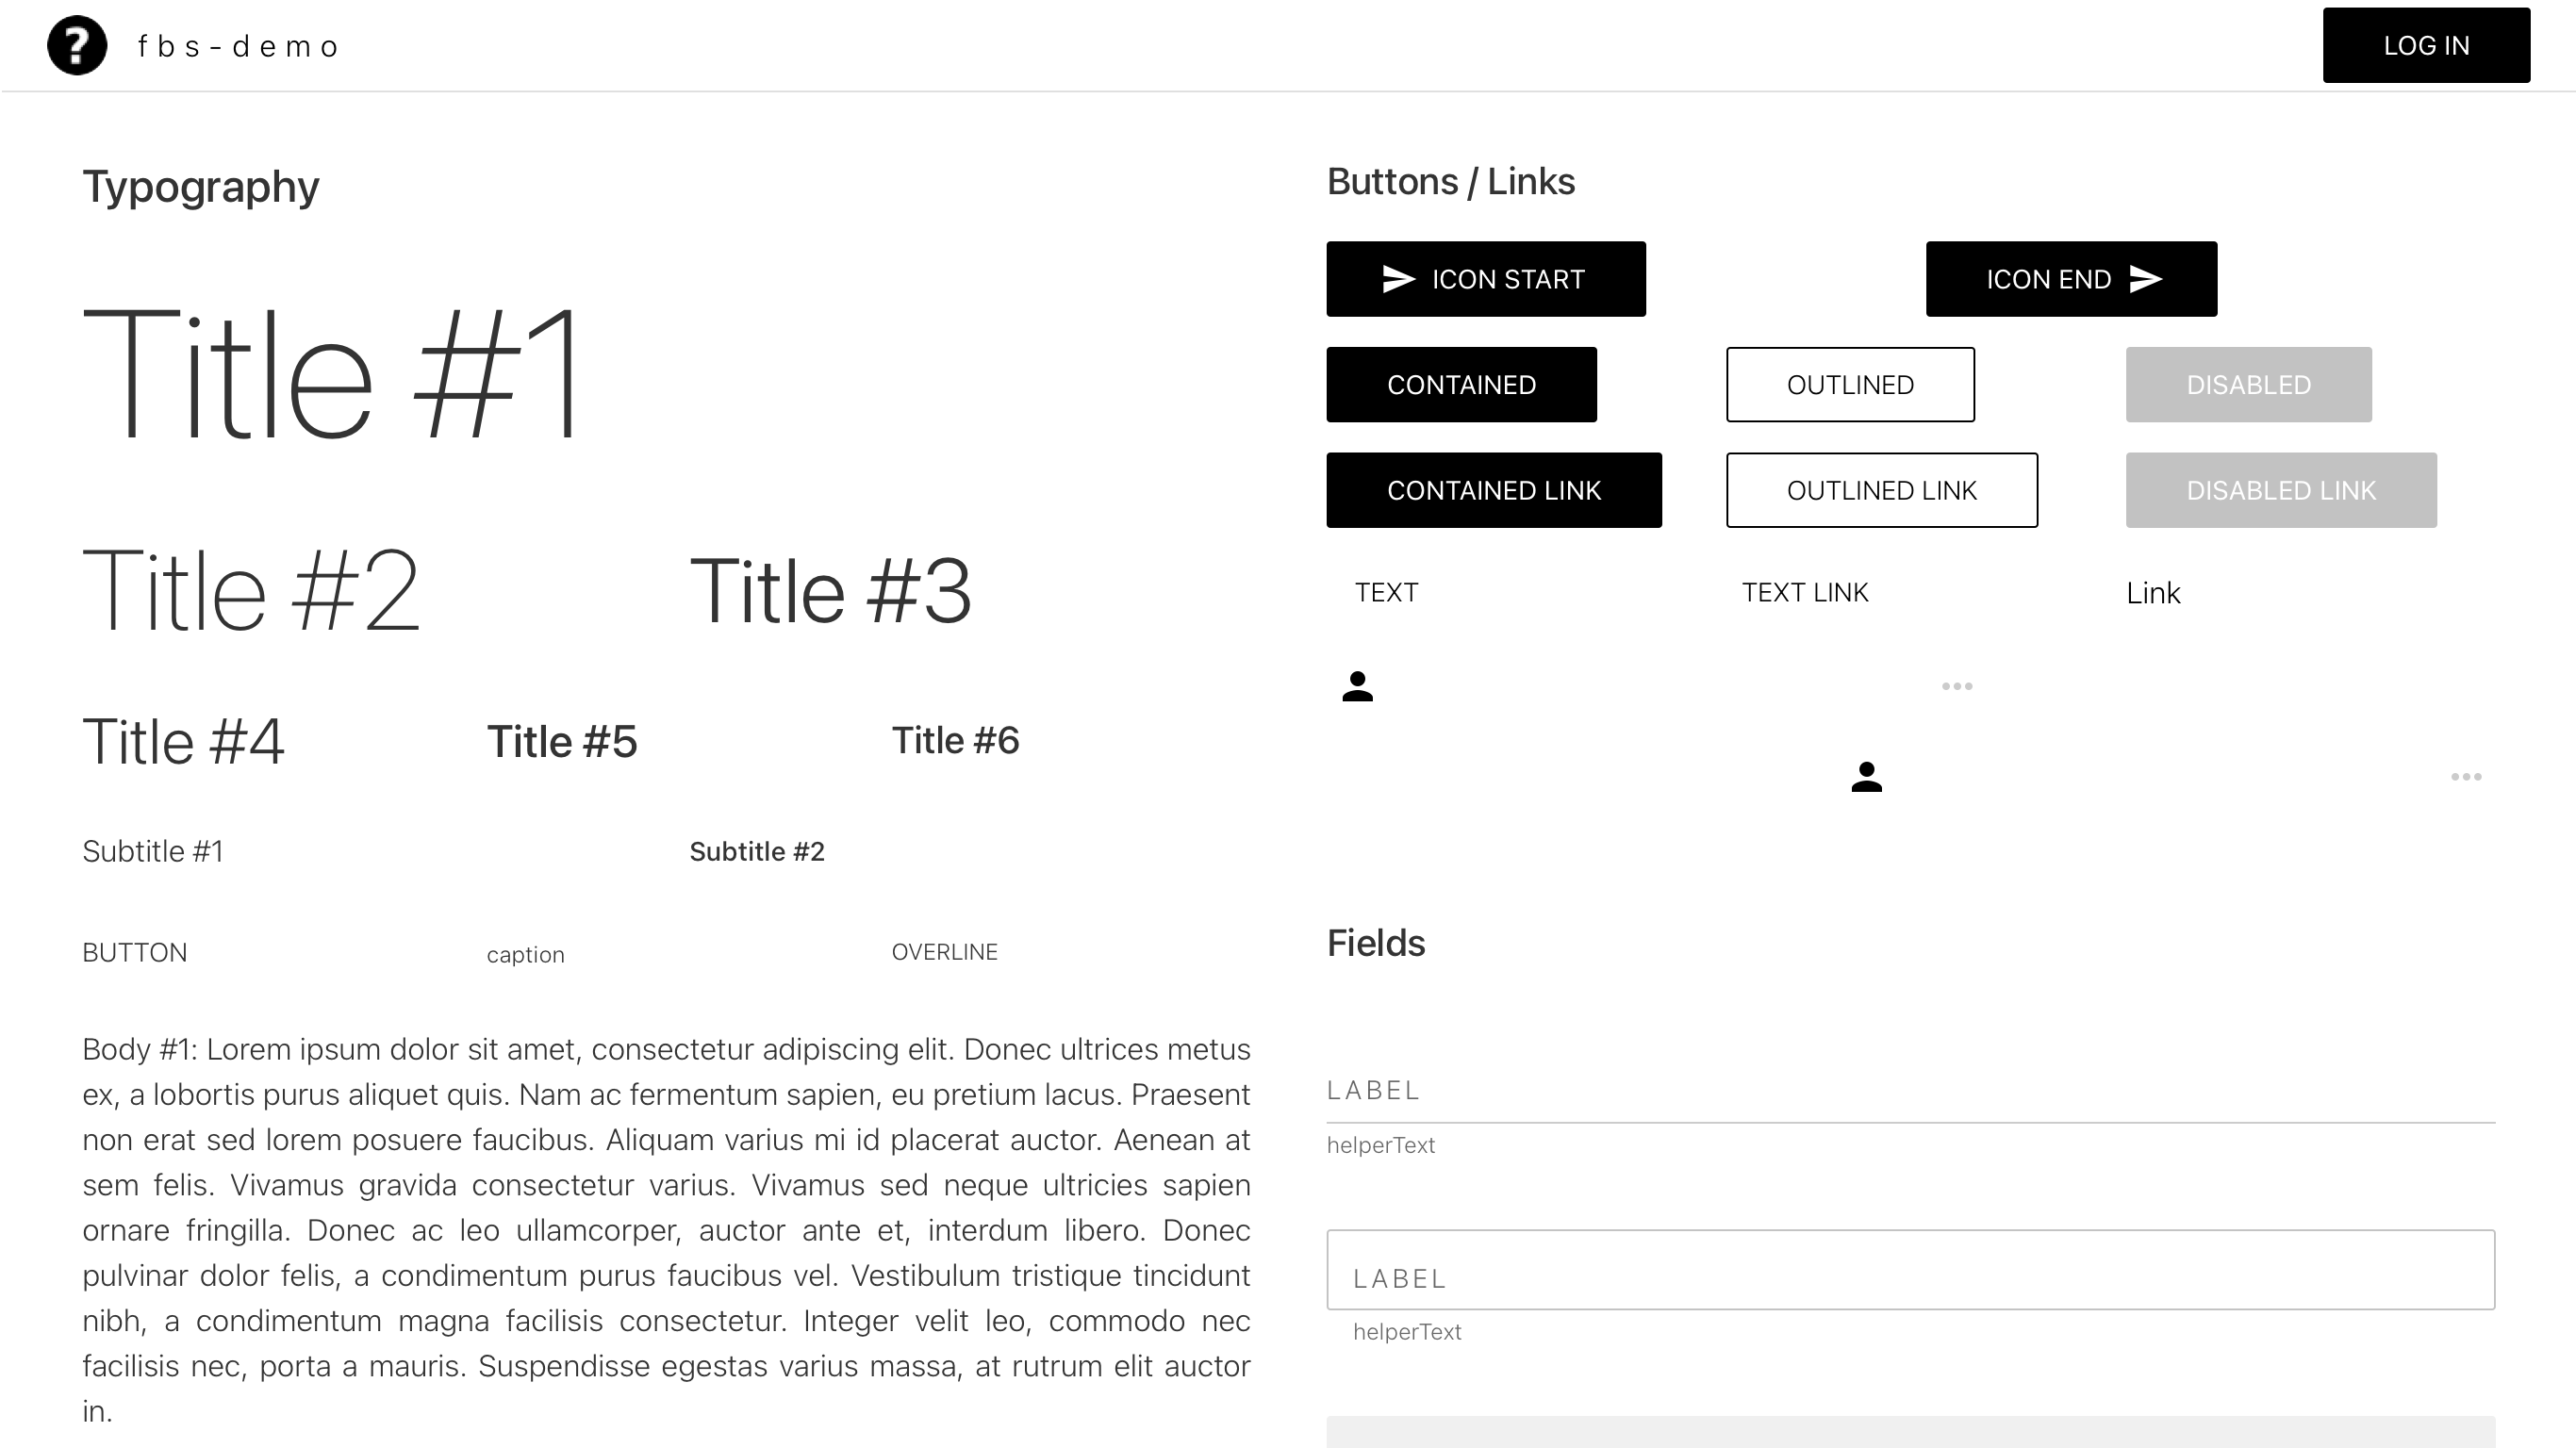 fbs-demo
LOG IN
Typography
Title #1
Title #2
Title #3
Title #4
Title #5
Title #6
Subtitle #1
Subtitle #2
BUTTON
caption
OVERLINE
Body #1: Lorem ipsum dolor sit amet, consectetur adipiscing elit. Donec ultrices metus
ex, a lobortis purus aliquet quis. Nam ac fermentum sapien, eu pretium lacus. Praesent
non erat sed lorem posuere faucibus. Aliquam varius mi id placerat auctor. Aenean at
sem felis. Vivamus gravida consectetur varius. Vivamus sed neque ultricies sapien
ornare fringilla. Donec ac leo ullamcorper, auctor ante et, interdum libero. Donec
pulvinar dolor felis, a condimentum purus faucibus vel. Vestibulum tristique tincidunt
nibh, a condimentum magna facilisis consectetur. Integer velit leo, commodo nec
facilisis nec, porta a mauris. Suspendisse egestas varius massa, at rutrum elit auctor
in.
Buttons / Links
ICON START
ICON END
CONTAINED
OUTLINED
DISABLED
CONTAINED LINK
OUTLINED LINK
DISABLED LINK
TEXT
TEXT LINK
Link
Fields
LABEL
helperText
LABEL
helperText